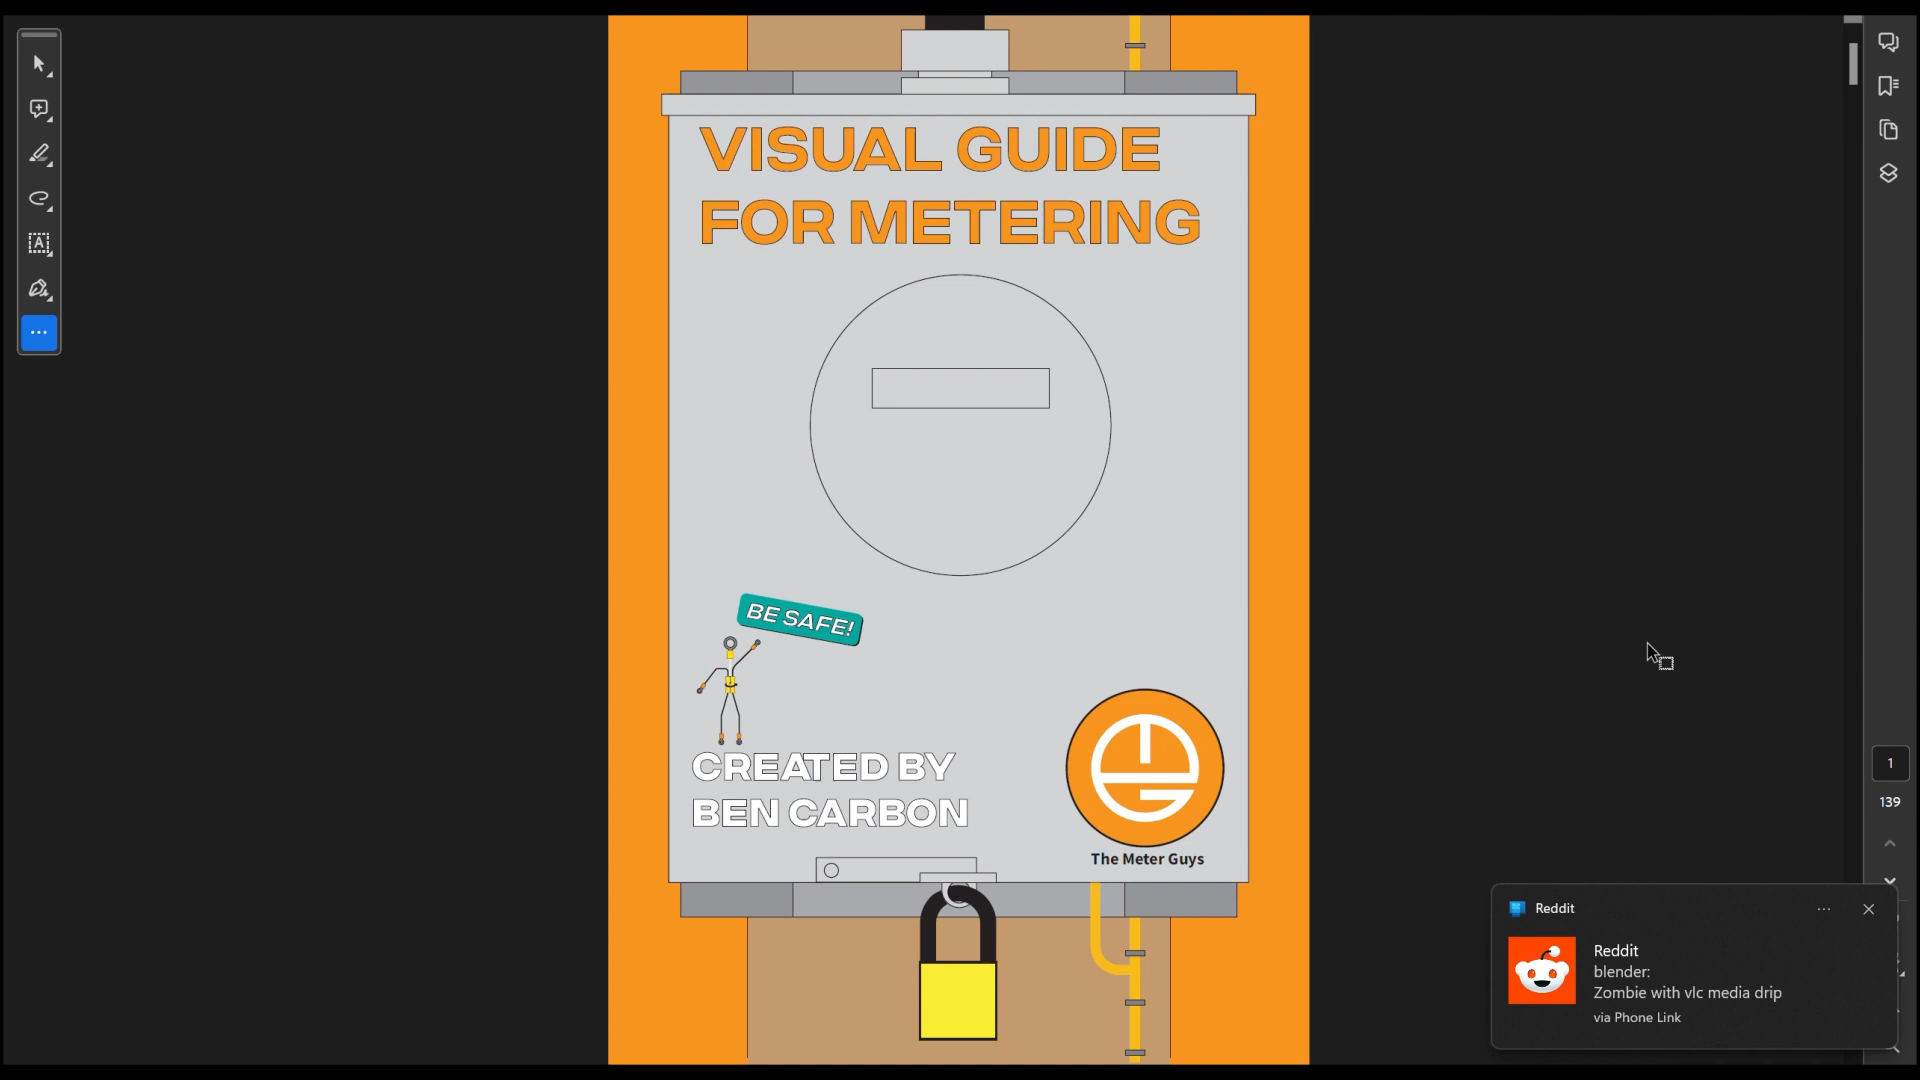 VISUAL GUIDE
FOR METERING
BE SAFE!
CREATED BY
BEN CARBON
The Meter Guys
1
139
Reddit
Reddit
blender:
Zombie with vlc media drip
via Phone Link